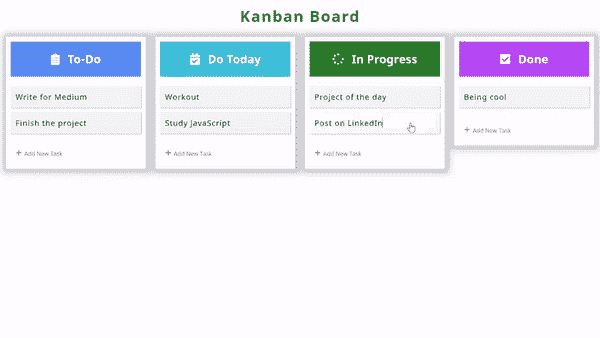 Kanban Board
To-Do
Write for Medium
Finish the project
+ Add New Task
Do Today
Workout
Study JavaScript
+ Add New Task
In Progress
Project of the day
Post on LinkedIn
+ Add New Task
Done
Being cool
+ Add New Task